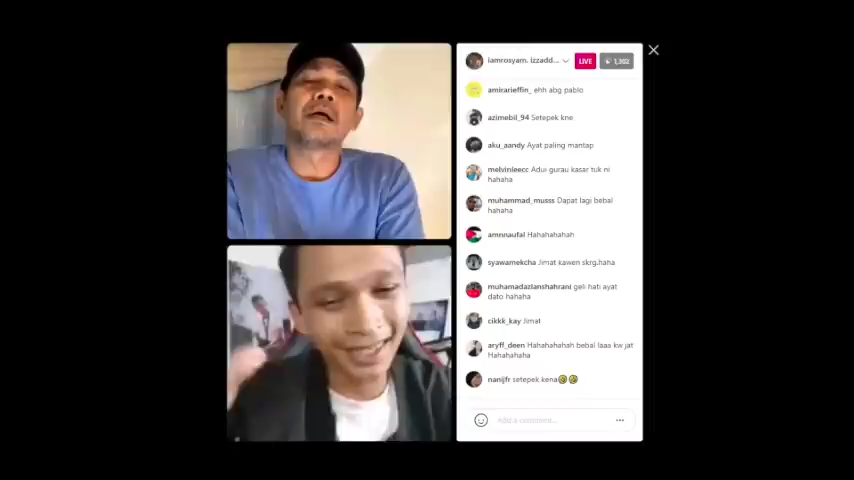 iamrosyam. izzadd...
LIVE
1,302
amirarieffin_ ehh abg pablo
azimebil_94 Setepek kne
aku_aandy Ayat paling mantap
melvinleecc Adui gurau kasar tuk ni
hahaha
muhammad_musss Dapat lagi bebal
hahaha
amnnaufal Hahahahahah
syawamekcha Jimat kawen skrg.haha
muhamadazlanshahrani geli hati ayat
dato hahaha
cikkk_kay Jimat
aryff_deen Hahahahahah bebal laaa kw jat
Hahahahaha
nanijfr setepek kena🤣🤣
Add a comment...